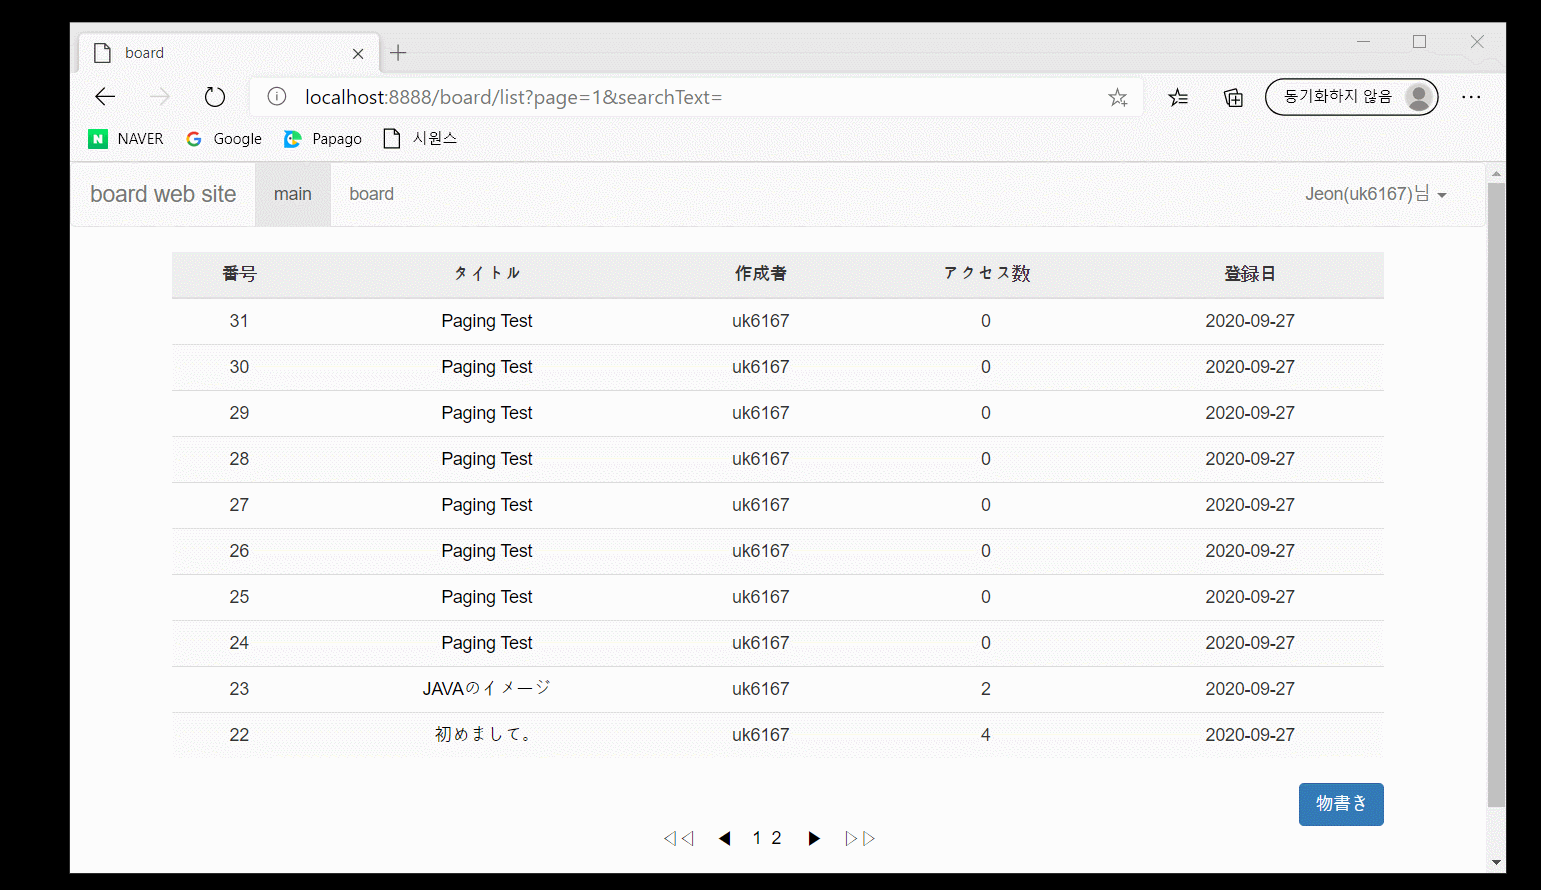 board
localhost:8888/board/list?page=1&searchText=
동기화하지 않음
NAVER Google Papago 시원스
board web site main board Jeon(uk6167)님
番号 タイトル 作成者 アクセス数 登録日
31 Paging Test uk6167 0 2020-09-27
30 Paging Test uk6167 0 2020-09-27
29 Paging Test uk6167 0 2020-09-27
28 Paging Test uk6167 0 2020-09-27
27 Paging Test uk6167 0 2020-09-27
26 Paging Test uk6167 0 2020-09-27
25 Paging Test uk6167 0 2020-09-27
24 Paging Test uk6167 0 2020-09-27
23 JAVAのイメージ uk6167 2 2020-09-27
22 初めまして。 uk6167 4 2020-09-27
物書き
◁◁ ◀ 1 2 ▶ ▷▷